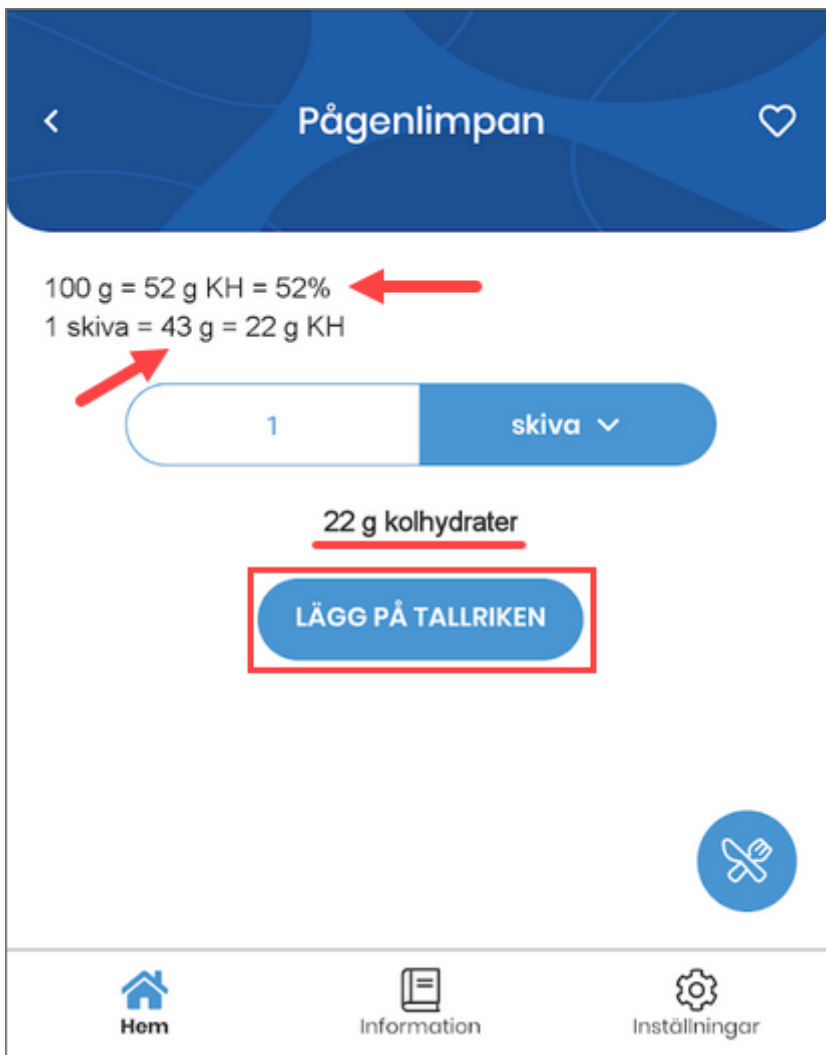 Pågenlimpan
100 g = 52 g KH = 52%
1 skiva = 43 g = 22 g KH
1 skiva
22 g kolhydrater
LÄGG PÅ TALLRIKEN
Hem Information Inställningar